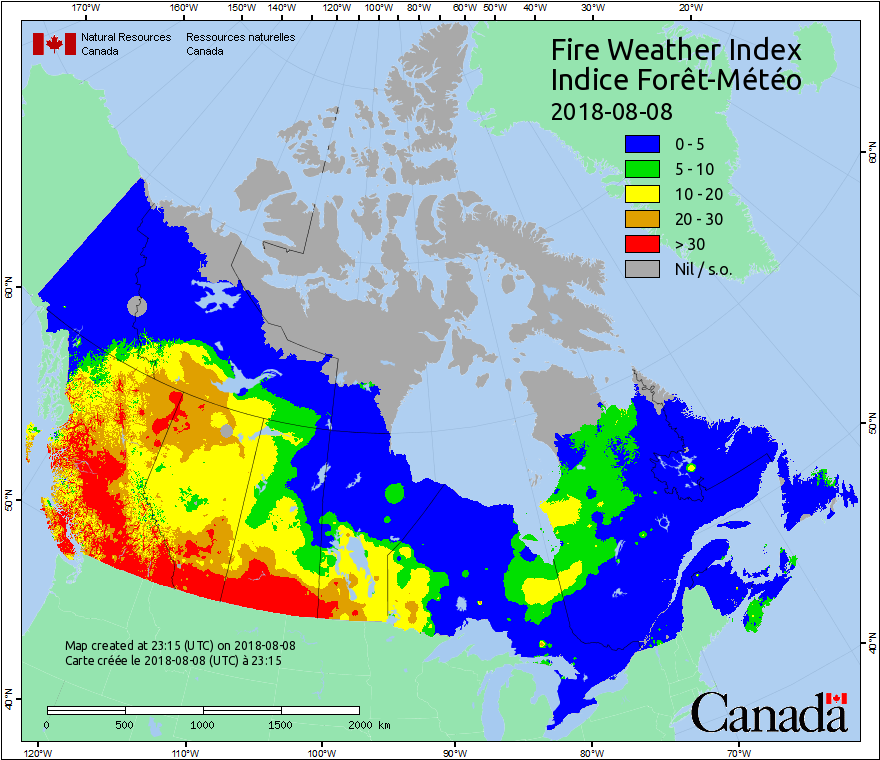 170°W 160°W 150°W 140°W 130°W 120°W 110°W 100°W 90°W 80°W 70°W 60°W 50°W 40°W 30°W 20°W
Natural Resources Canada
Ressources naturelles Canada
Fire Weather Index
Indice Forêt-Météo
2018-08-08
0 - 5
5 - 10
10 - 20
20 - 30
> 30
Nil / s.o.
60°N
50°N
40°N
60°N
50°N
40°N
Map created at 23:15 (UTC) on 2018-08-08
Carte créée le 2018-08-08 (UTC) à 23:15
0 500 1000 1500 2000 km
Canada
120°W 110°W 100°W 90°W 80°W 70°W